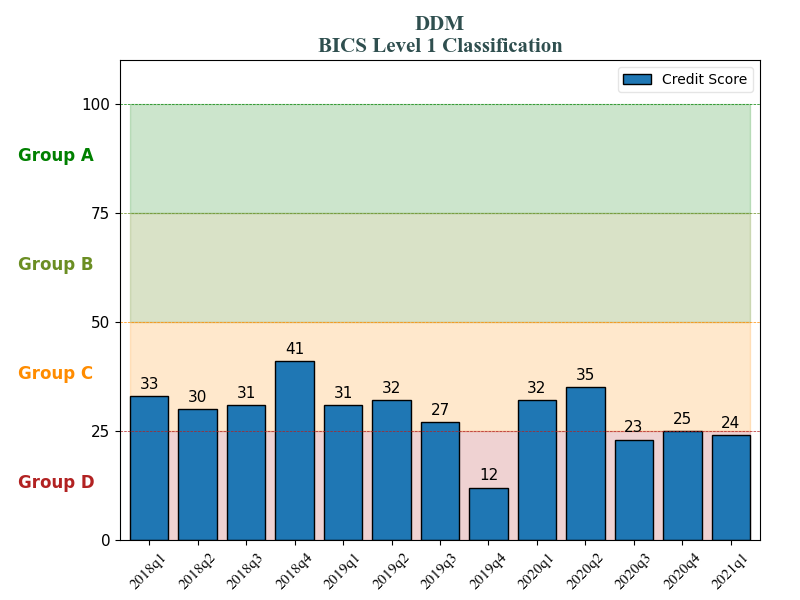 DDM
BICS Level 1 Classification
Credit Score
100
Group A
75
Group B
50
41
Group C
33
30
31
31
32
27
32
35
25
23
25
24
12
Group D
0
2018q1
2018q2
2018q3
2018q4
2019q1
2019q2
2019q3
2019q4
2020q1
2020q2
2020q3
2020q4
2021q1